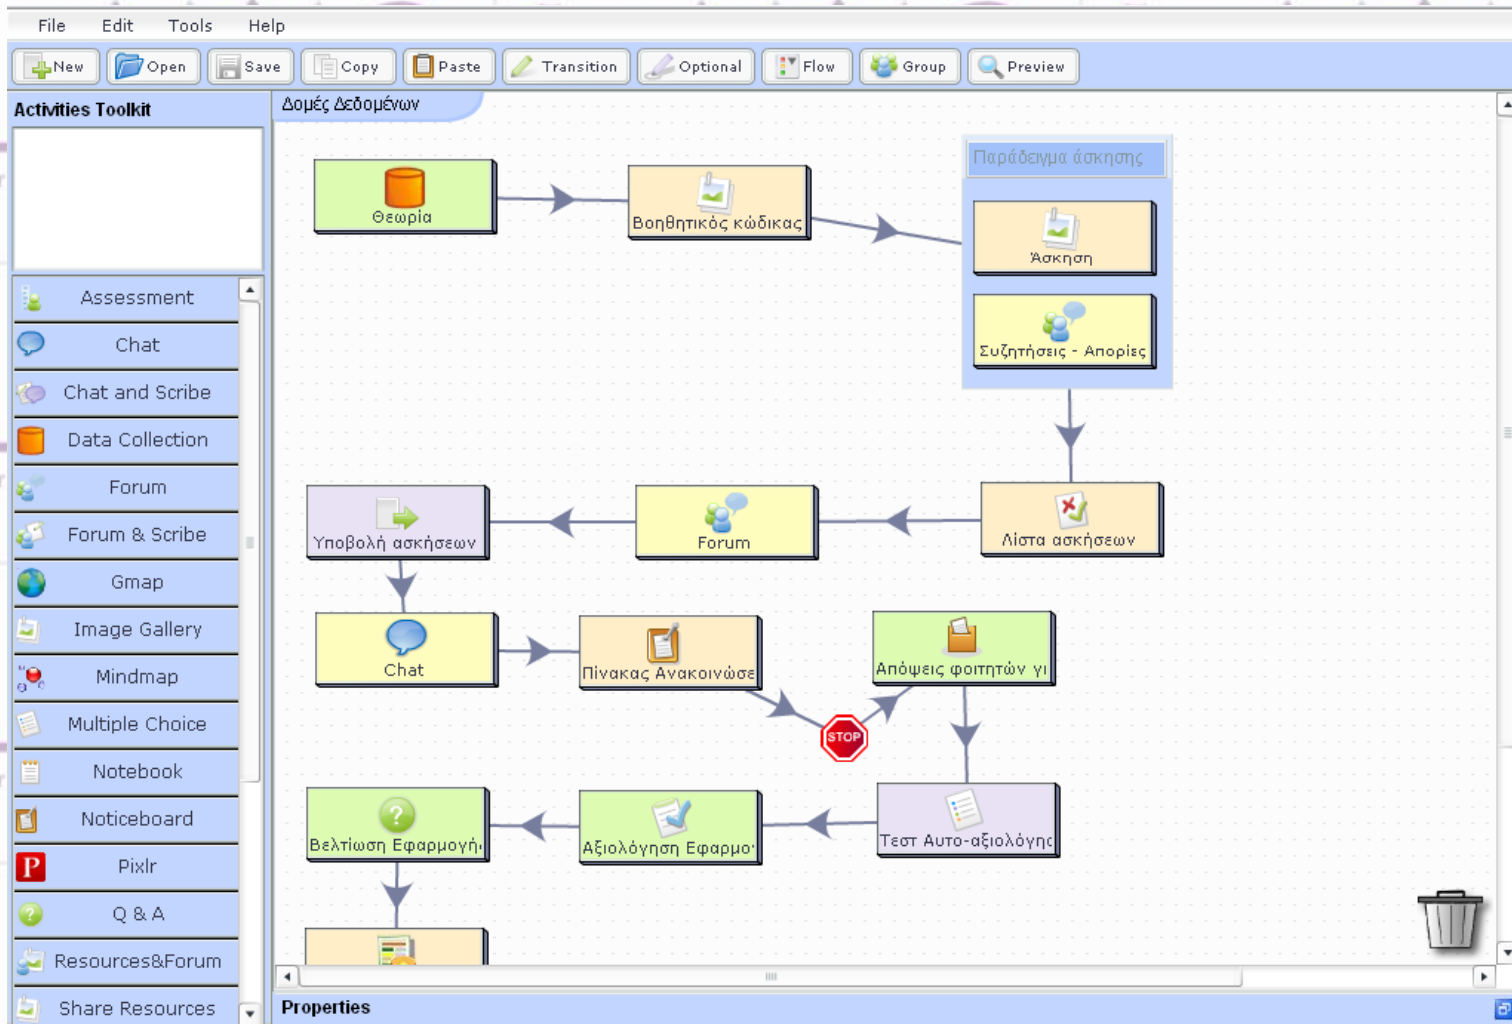 File Edit Tools Help
New Open Save Copy Paste Transition Optional Flow Group Preview
Activities Toolkit
Δομές Δεδομένων
Θεωρία
Βοηθητικός κώδικας
Παράδειγμα άσκησης
Άσκηση
Συζητήσεις - Απορίες
Assessment
Chat
Chat and Scribe
Data Collection
Forum
Forum & Scribe
Gmap
Image Gallery
Mindmap
Multiple Choice
Notebook
Noticeboard
Pixlr
Q & A
Resources&Forum
Share Resources
Υποβολή ασκήσεων
Forum
Λίστα ασκήσεων
Chat
Πίνακας Ανακοινώσε
STOP
Απόψεις φοιτητών γι
Βελτίωση Εφαρμογή
Αξιολόγηση Εφαρμο
Τεστ Αυτο-αξιολόγης
Properties